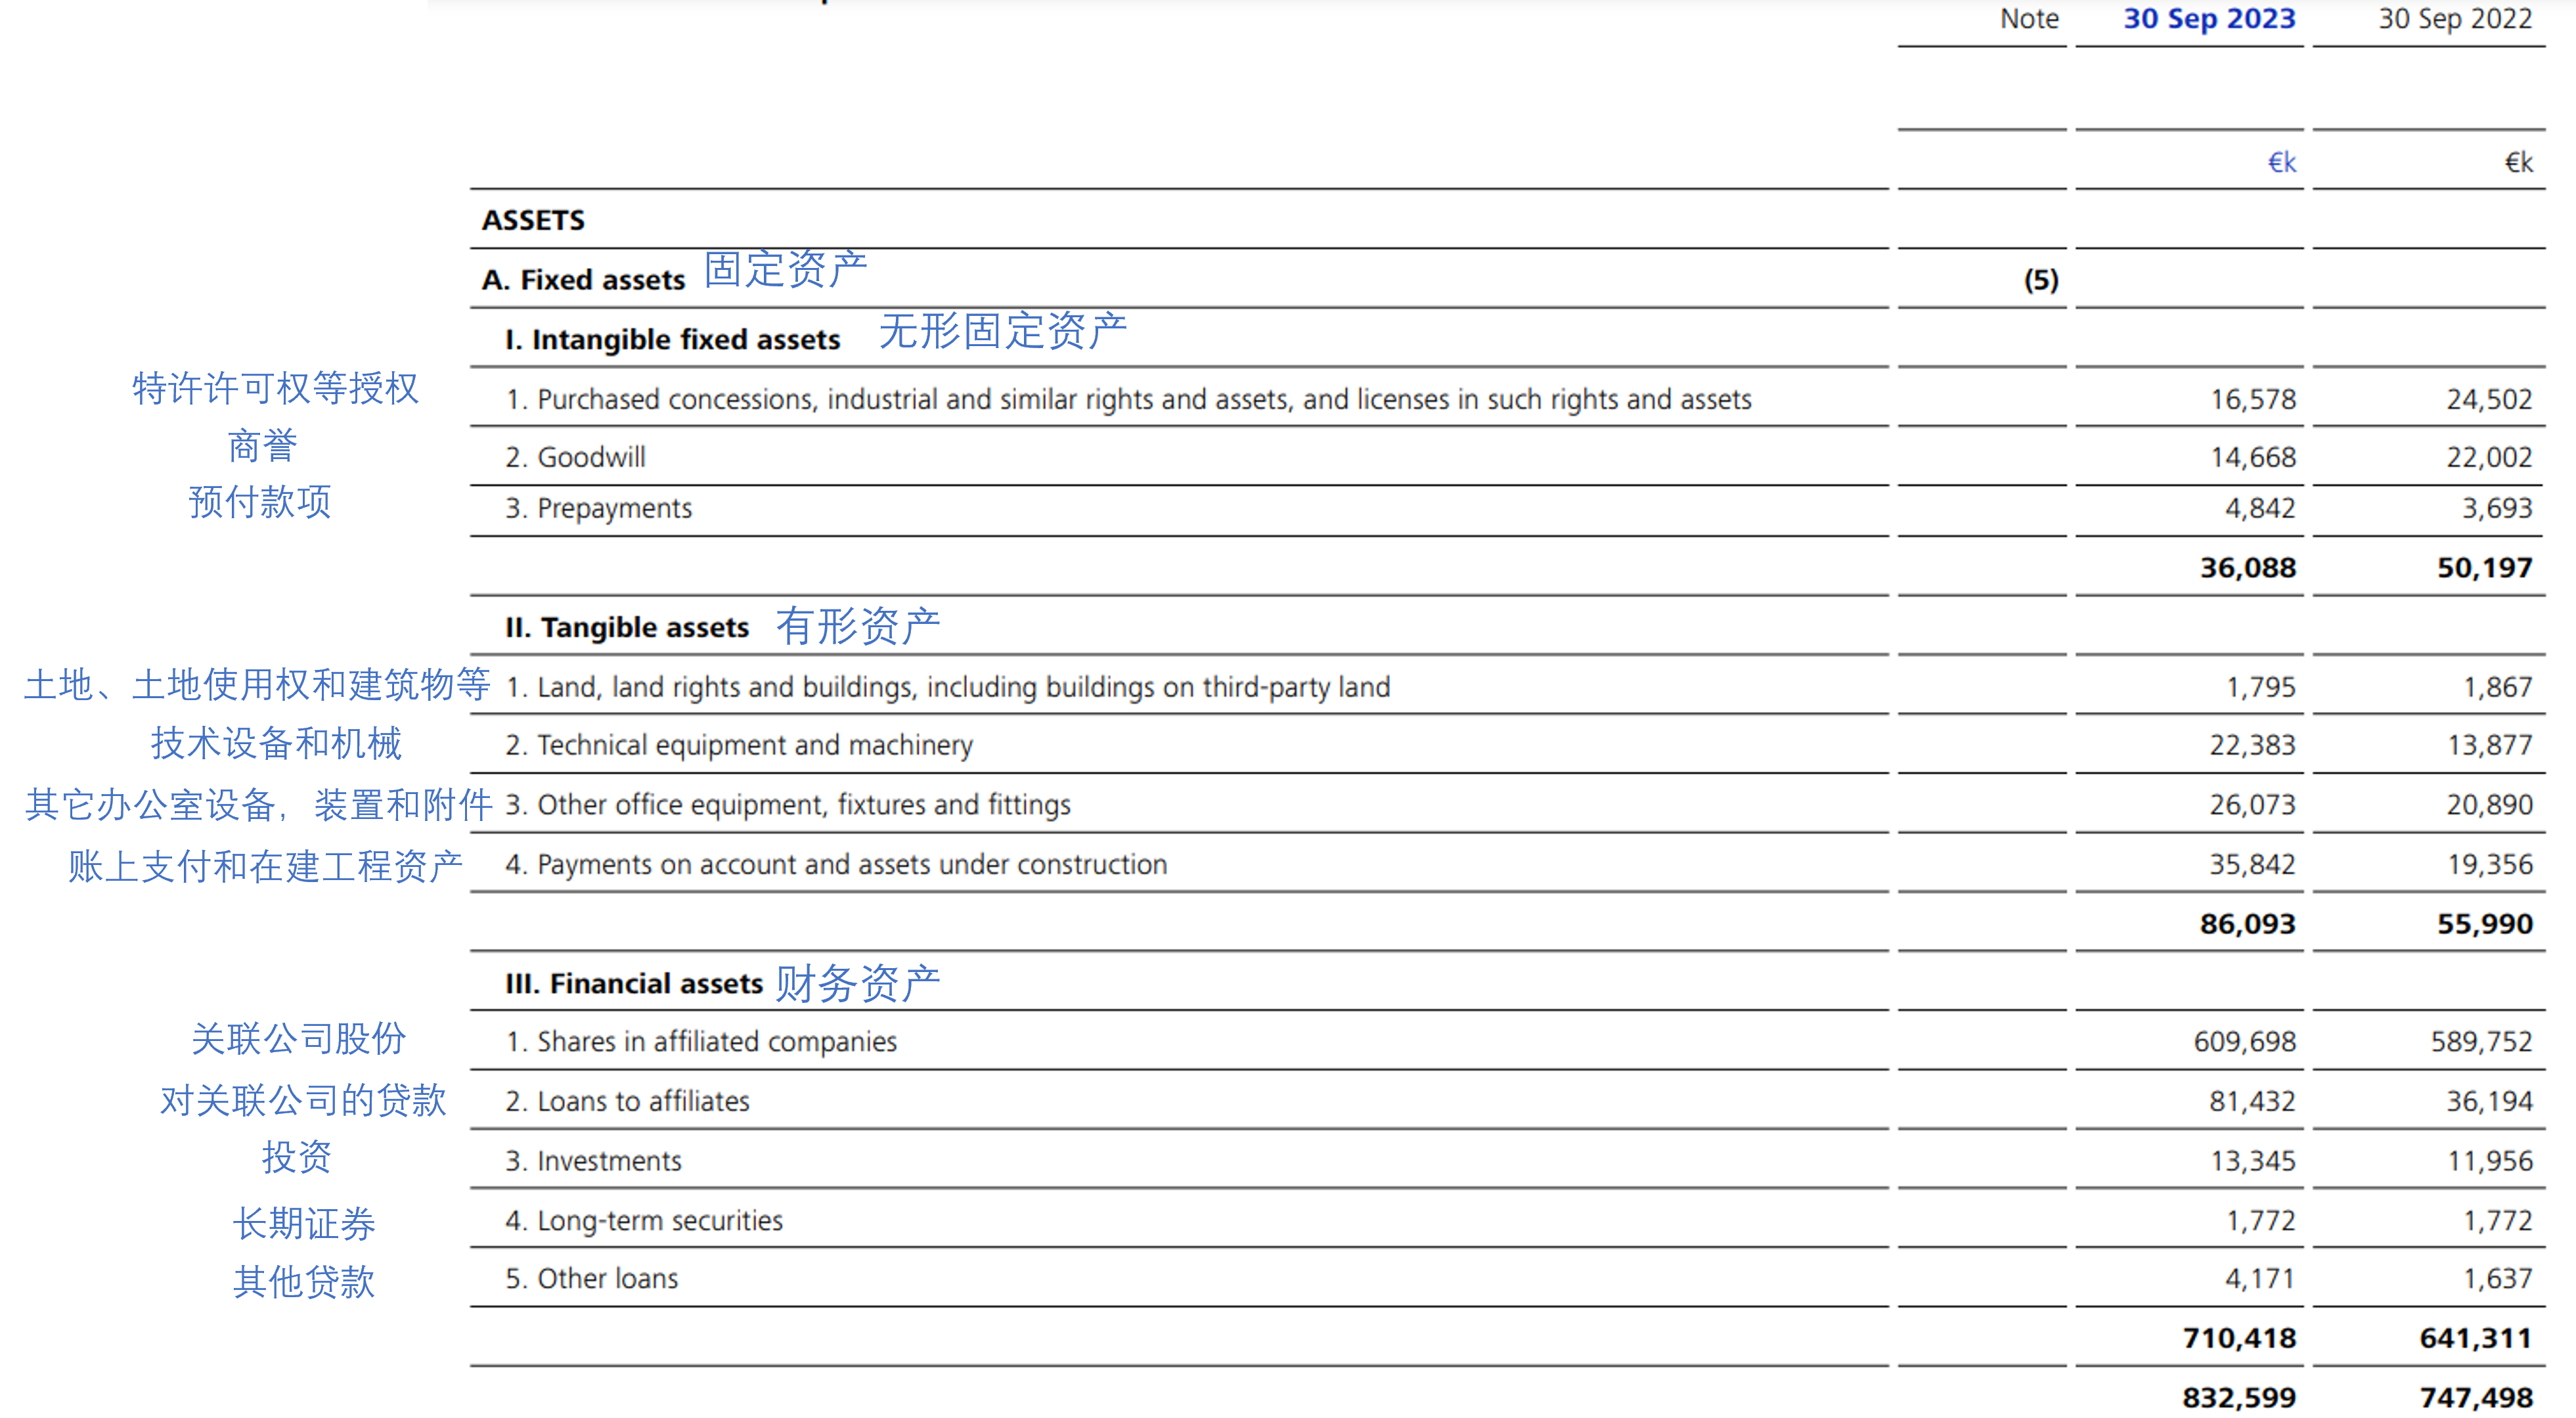 Note 30 Sep 2023 30 Sep 2022
€k €k
ASSETS
A. Fixed assets 固定资产 (5)
I. Intangible fixed assets 无形固定资产
特许许可权等授权 1. Purchased concessions, industrial and similar rights and assets, and licenses in such rights and assets 16,578 24,502
商誉 2. Goodwill 14,668 22,002
预付款项 3. Prepayments 4,842 3,693
36,088 50,197
II. Tangible assets 有形资产
土地、土地使用权和建筑物等 1. Land, land rights and buildings, including buildings on third-party land 1,795 1,867
技术设备和机械 2. Technical equipment and machinery 22,383 13,877
其它办公室设备，装置和附件 3. Other office equipment, fixtures and fittings 26,073 20,890
账上支付和在建工程资产 4. Payments on account and assets under construction 35,842 19,356
86,093 55,990
III. Financial assets 财务资产
关联公司股份 1. Shares in affiliated companies 609,698 589,752
对关联公司的贷款 2. Loans to affiliates 81,432 36,194
投资 3. Investments 13,345 11,956
长期证券 4. Long-term securities 1,772 1,772
其他贷款 5. Other loans 4,171 1,637
710,418 641,311
832,599 747,498